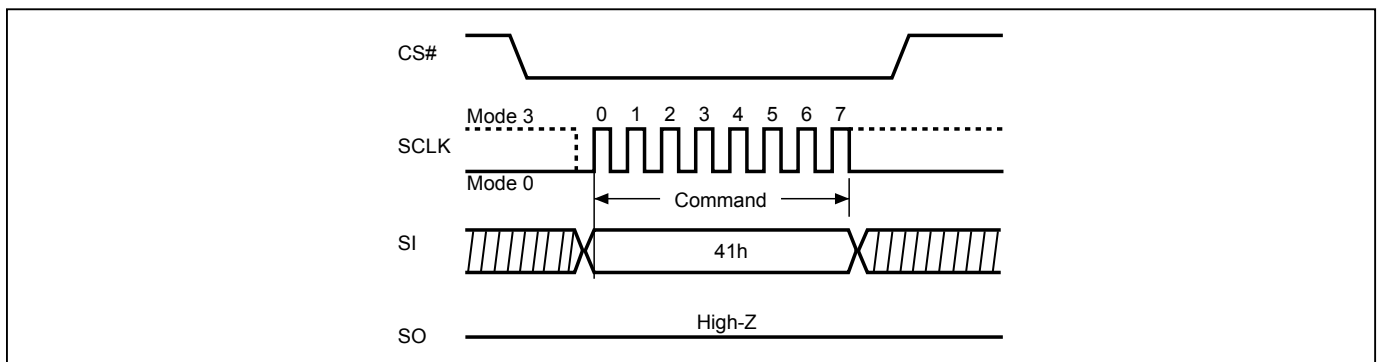 CS#
Mode 3
0 1 2 3 4 5 6 7
SCLK
Mode 0
Command
SI
41h
High-Z
SO